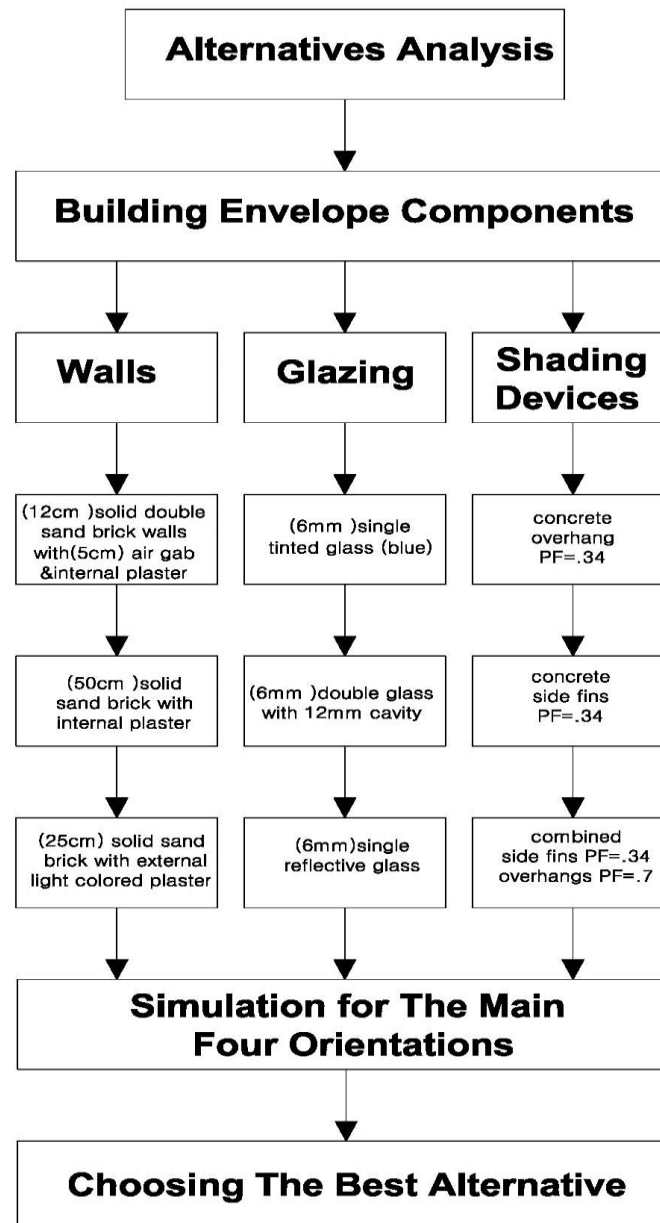 Alternatives Analysis
Building Envelope Components
Walls
Glazing
Shading
Devices
(12cm )solid double
sand brick walls
with(5cm) air gab
&internal plaster
(6mm )single
tinted glass (blue)
concrete
overhang
PF=.34
(50cm )solid
sand brick with
internal plaster
(6mm )double glass
with 12mm cavity
concrete
side fins
PF=.34
(25cm) solid sand
brick with external
light colored plaster
(6mm)single
reflective glass
combined
side fins PF=.34
overhangs PF=.7
Simulation for The Main
Four Orientations
Choosing The Best Alternative